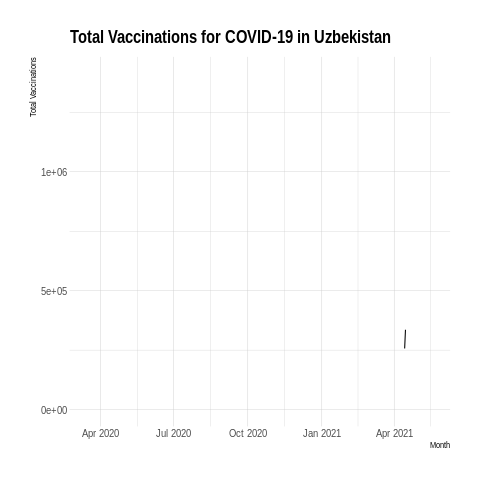 Total Vaccinations for COVID-19 in Uzbekistan
Total Vaccinations
1e+06
5e+05
0e+00
Apr 2020 Jul 2020 Oct 2020 Jan 2021 Apr 2021
Month